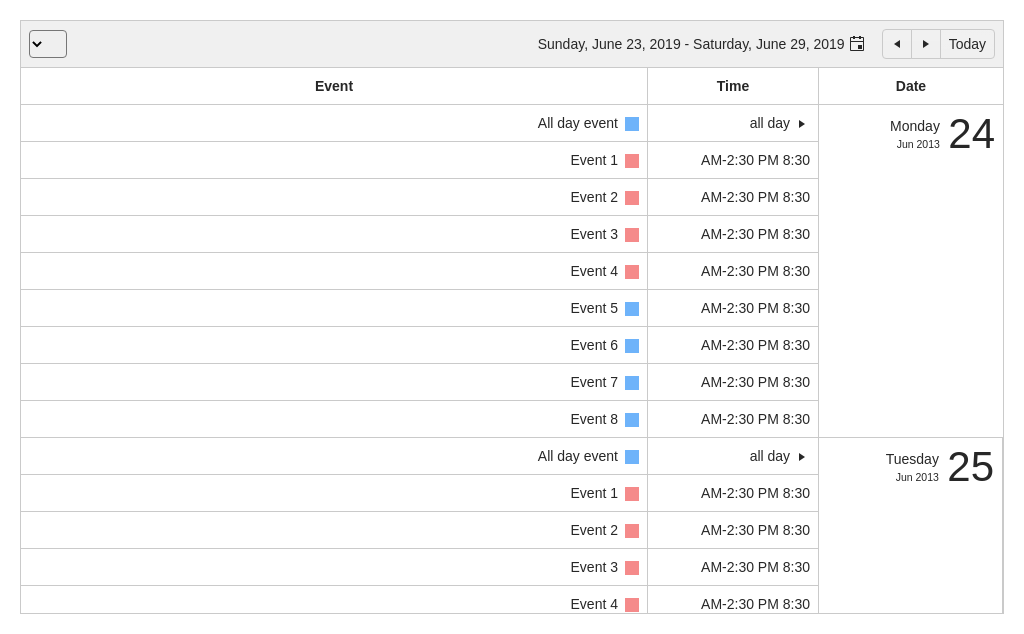 Sunday, June 23, 2019 - Saturday, June 29, 2019 Today
Event Time Date
All day event all day Monday 24
Jun 2013
Event 1 AM-2:30 PM 8:30
Event 2 AM-2:30 PM 8:30
Event 3 AM-2:30 PM 8:30
Event 4 AM-2:30 PM 8:30
Event 5 AM-2:30 PM 8:30
Event 6 AM-2:30 PM 8:30
Event 7 AM-2:30 PM 8:30
Event 8 AM-2:30 PM 8:30
All day event all day Tuesday 25
Jun 2013
Event 1 AM-2:30 PM 8:30
Event 2 AM-2:30 PM 8:30
Event 3 AM-2:30 PM 8:30
Event 4 AM-2:30 PM 8:30